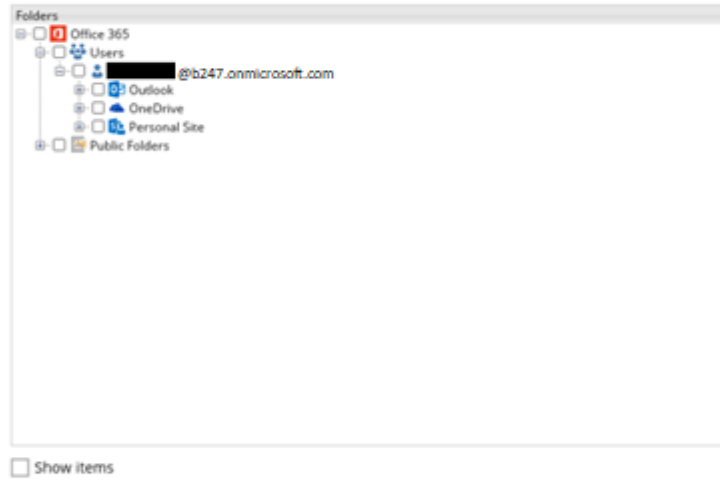 Folders
Office 365
Users
@b247.onmicrosoft.com
Outlook
OneDrive
Personal Site
Public Folders
Show items